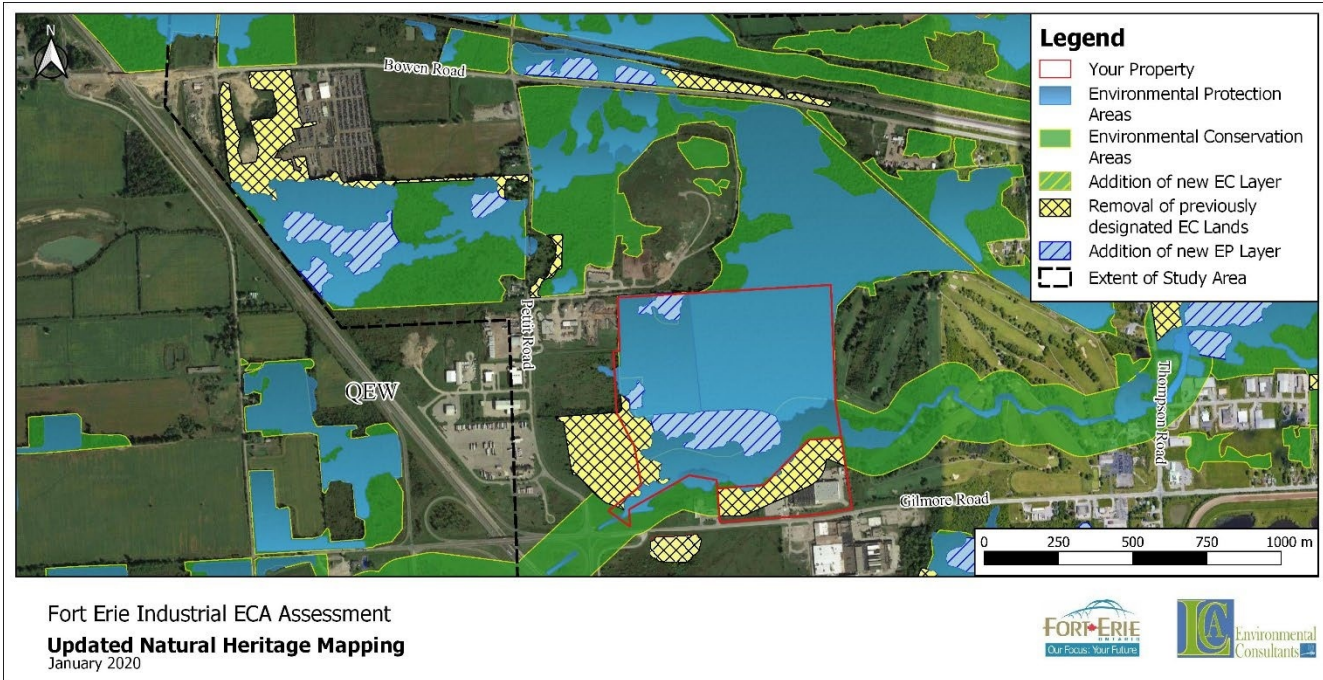 N
Bowen Road
Pettit Road
QEW
Thompson Road
Gilmore Road
Legend
Your Property
Environmental Protection
Areas
Environmental Conservation
Areas
Addition of new EC Layer
Removal of previously
designated EC Lands
Addition of new EP Layer
Extent of Study Area
0 250 500 750 1000 m
Fort Erie Industrial ECA Assessment
Updated Natural Heritage Mapping
January 2020
FORT ERIE
ONTARIO
Our Focus: Your Future
LCA
Environmental
Consultants